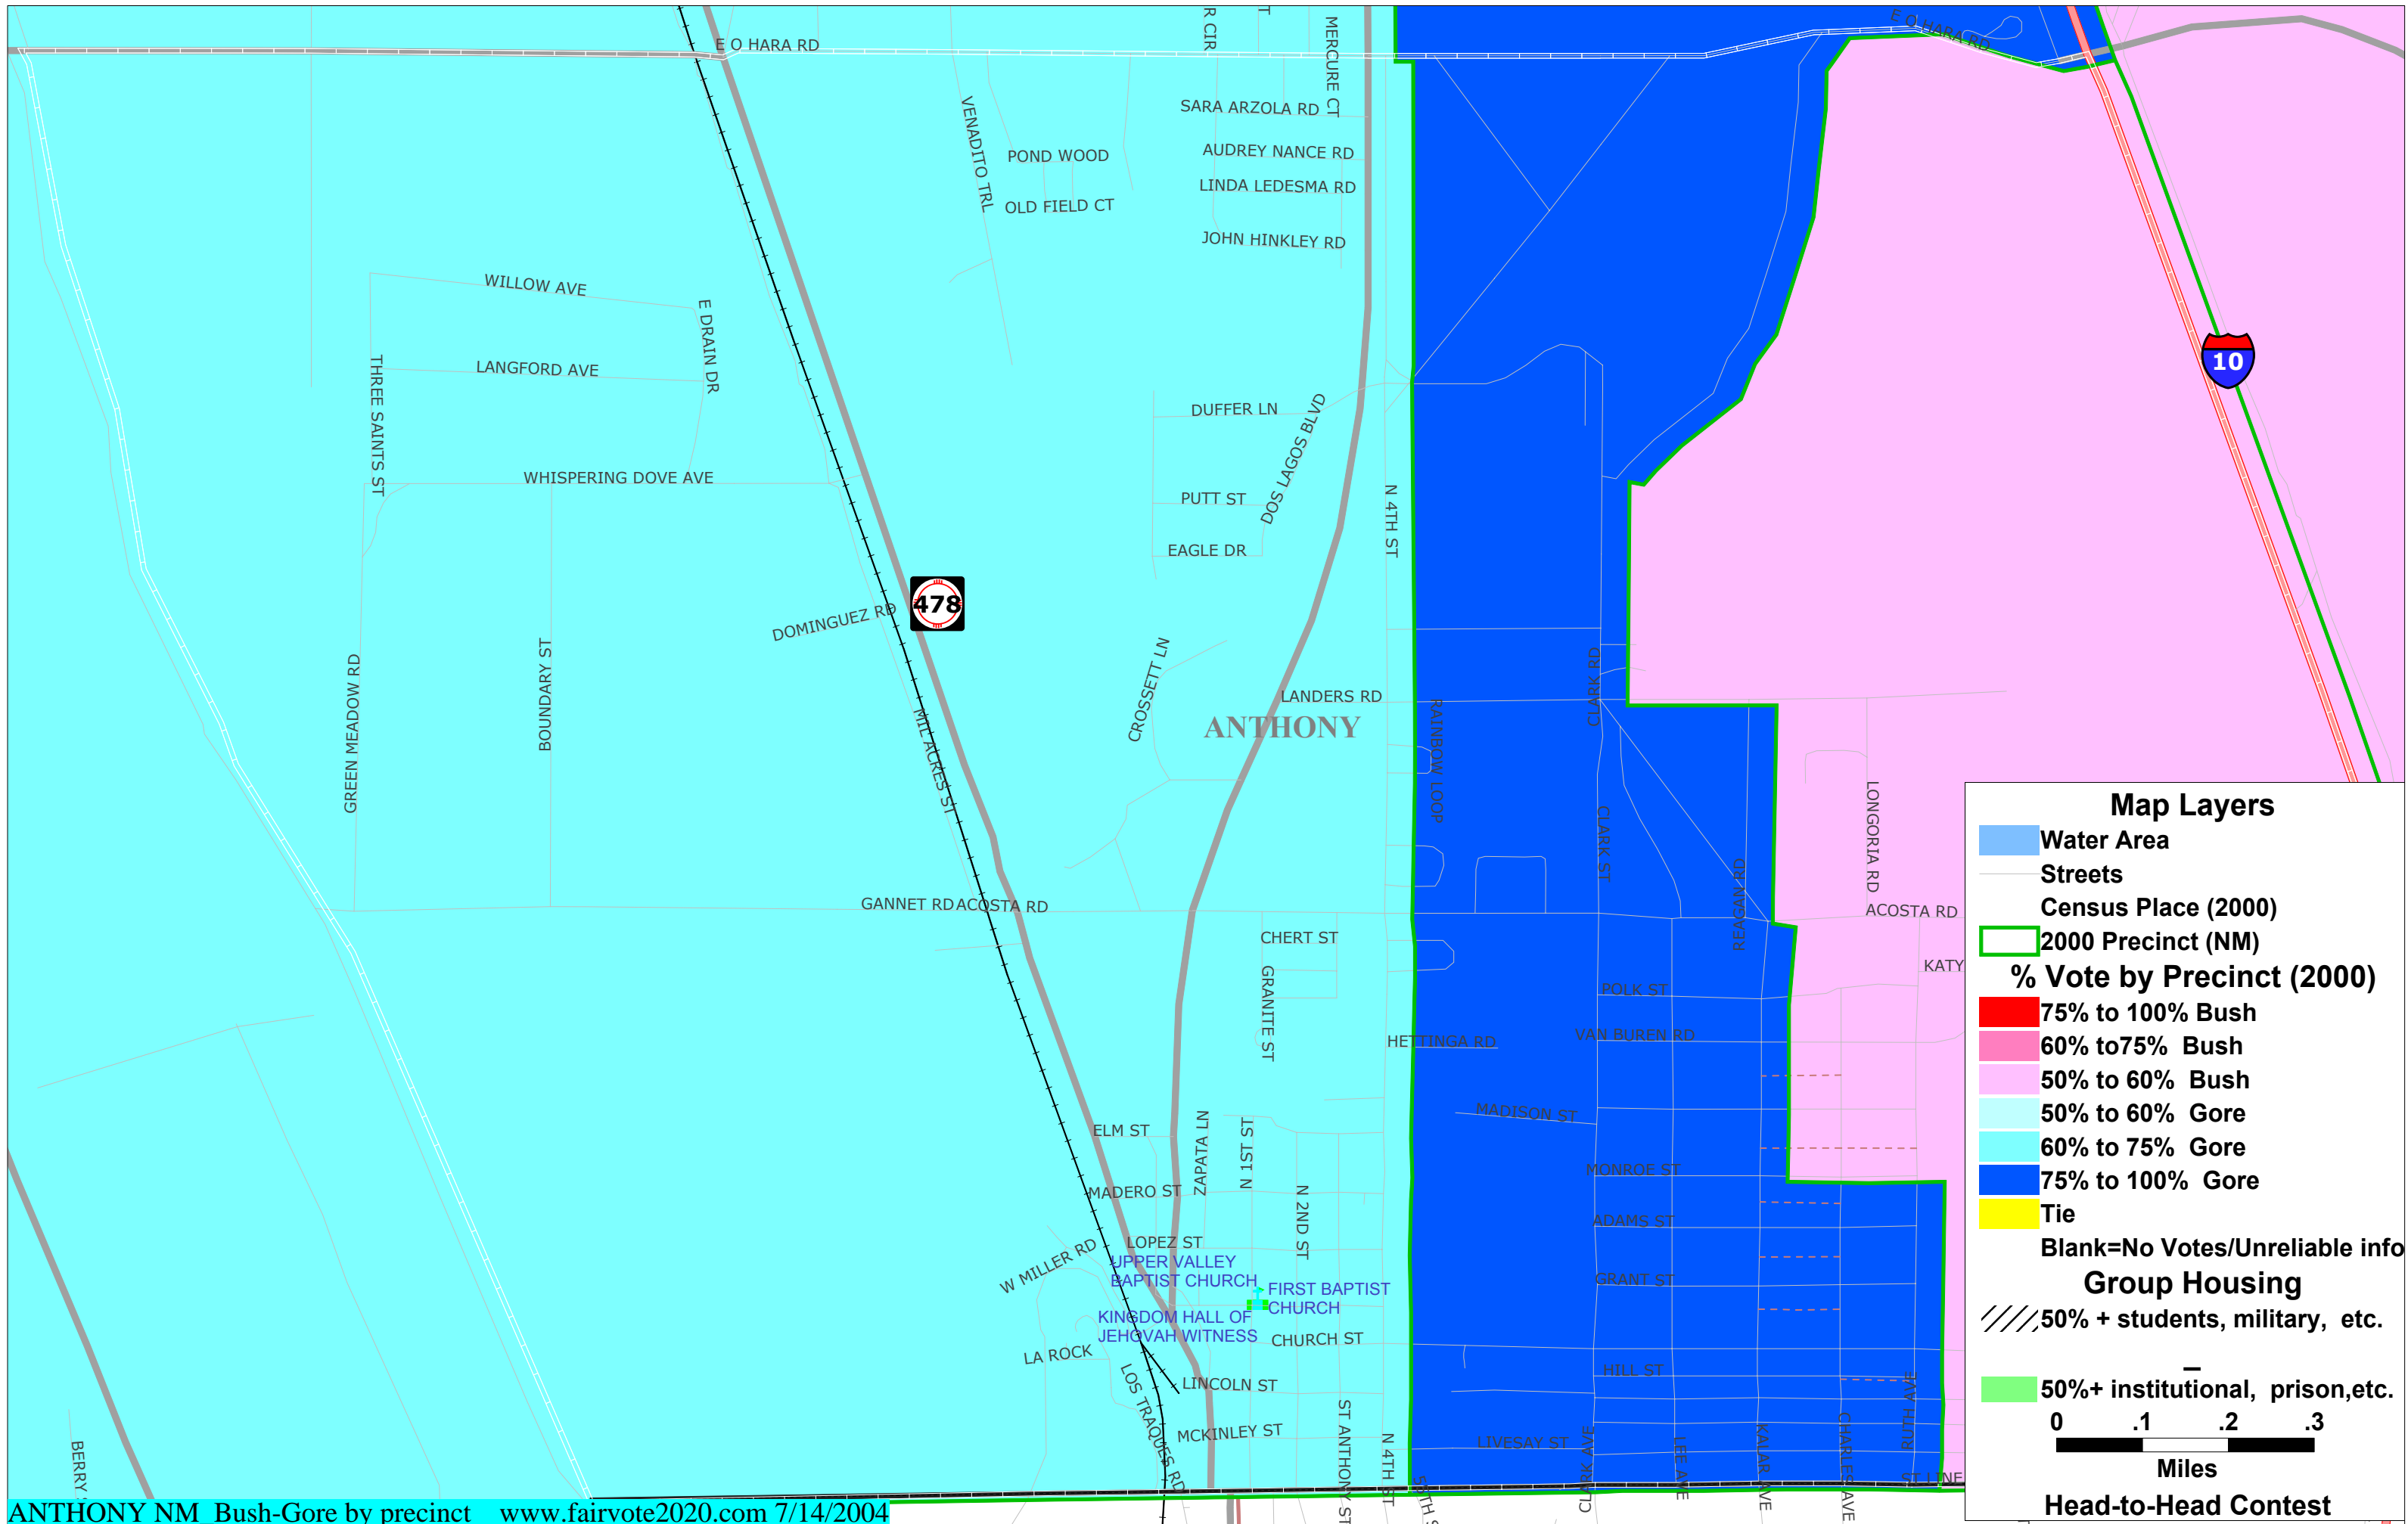 E O HARA RD
R CIR
T
MERCURE CT
E O HARA RD
VENADITO TRL
SARA ARZOLA RD
POND WOOD
AUDREY NANCE RD
LINDA LEDESMA RD
OLD FIELD CT
JOHN HINKLEY RD
WILLOW AVE
E DRAIN DR
THREE SAINTS ST
LANGFORD AVE
10
DUFFER LN
DOS LAGOS BLVD
WHISPERING DOVE AVE
PUTT ST
N 4TH ST
EAGLE DR
478
DOMINGUEZ RD
GREEN MEADOW RD
BOUNDARY ST
CROSSETT LN
LANDERS RD
CLARK RD
RAINBOW LOOP
ANTHONY
MIL ACRES ST
CLARK ST
LONGORIA RD
REAGAN RD
GANNET RD
ACOSTA RD
ACOSTA RD
CHERT ST
KATY
GRANITE ST
POLK ST
HETTINGA RD
VAN BUREN RD
ELM ST
ZAPATA LN
N 1ST ST
MADISON ST
MONROE ST
MADERO ST
N 2ND ST
ADAMS ST
LOPEZ ST
W MILLER RD
UPPER VALLEY
BAPTIST CHURCH
FIRST BAPTIST
CHURCH
GRANT ST
KINGDOM HALL OF
JEHOVAH WITNESS
CHURCH ST
LA ROCK
HILL ST
LOS TRAQUES RD
LINCOLN ST
RUTH AVE
MCKINLEY ST
ST ANTHONY ST
N 4TH ST
LIVESAY ST
CLARK AVE
LEE AVE
KALAR AVE
CHARLES AVE
BERRY
5TH S
ST LINE
Map Layers
Water Area
Streets
Census Place (2000)
2000 Precinct (NM)
% Vote by Precinct (2000)
75% to 100% Bush
60% to75% Bush
50% to 60% Bush
50% to 60% Gore
60% to 75% Gore
75% to 100% Gore
Tie
Blank=No Votes/Unreliable info
Group Housing
50% + students, military, etc.
50%+ institutional, prison,etc.
0 .1 .2 .3
Miles
Head-to-Head Contest
ANTHONY NM Bush-Gore by precinct www.fairvote2020.com 7/14/2004